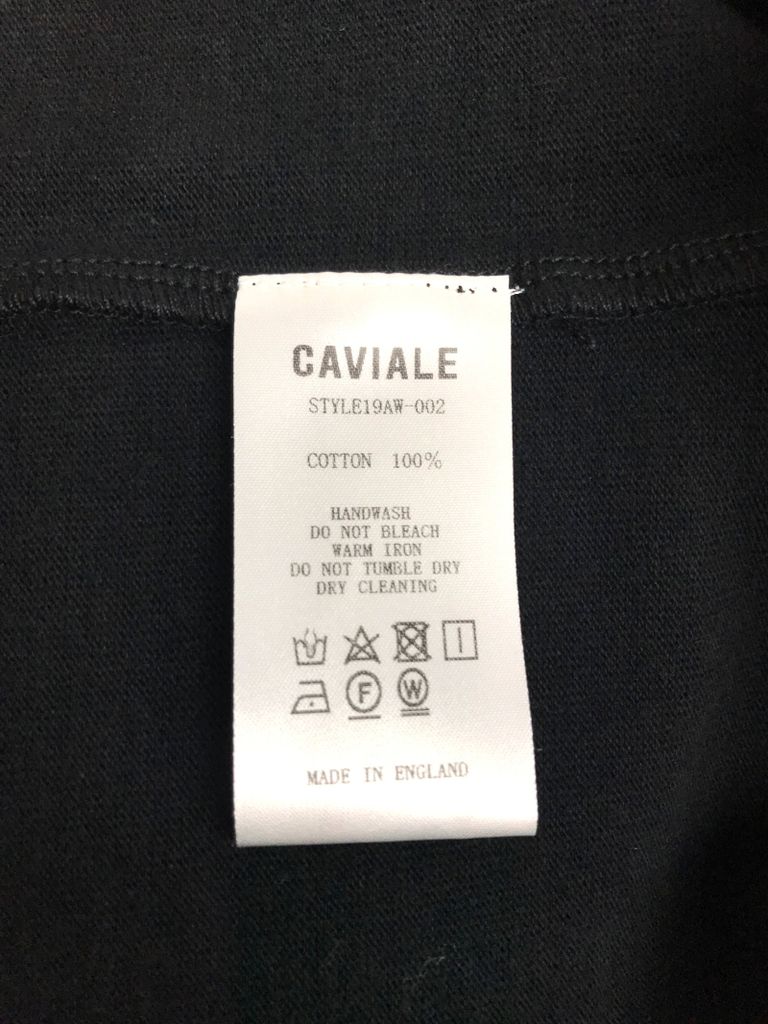 CAVIALE
STYLE19AW-002
COTTON 100%
HANDWASH
DO NOT BLEACH
WARM IRON
DO NOT TUMBLE DRY
DRY CLEANING
F W
MADE IN ENGLAND